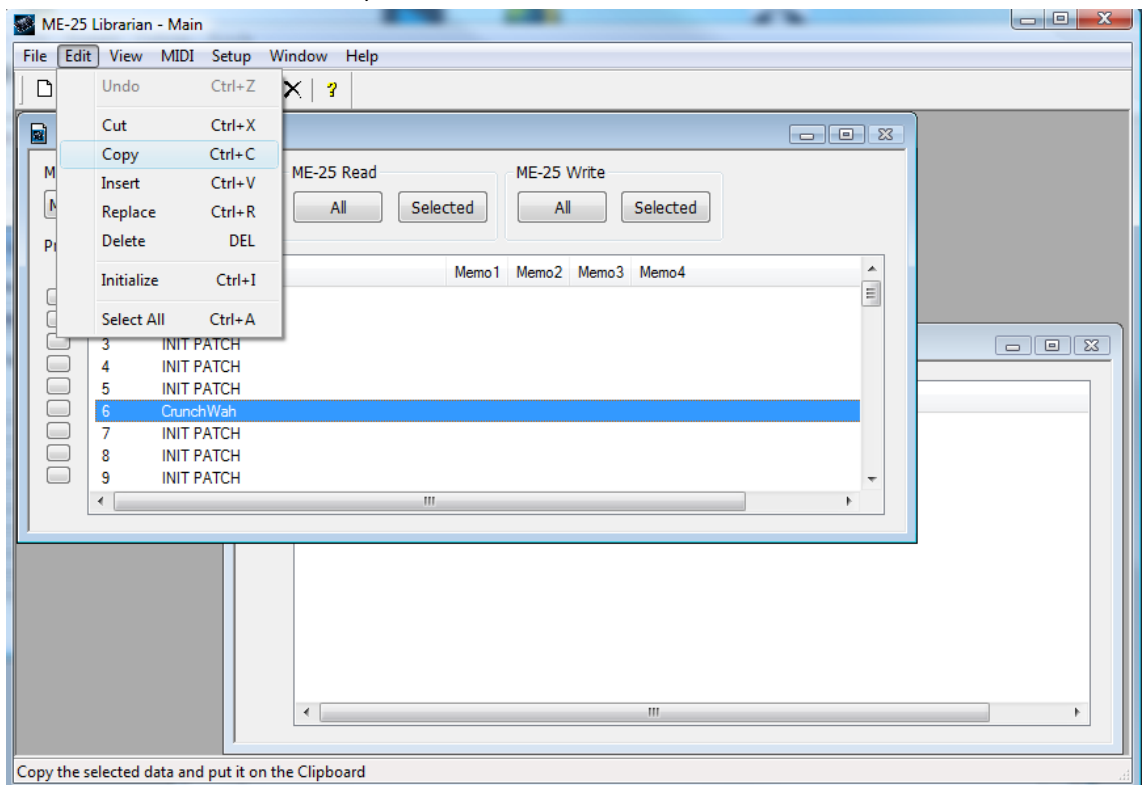 ME-25 Librarian - Main
File Edit View MIDI Setup Window Help
Undo Ctrl+Z
Cut Ctrl+X
Copy Ctrl+C
Insert Ctrl+V
Replace Ctrl+R
Delete DEL
Initialize Ctrl+I
Select All Ctrl+A
ME-25 Read ME-25 Write
All Selected All Selected
Memo1 Memo2 Memo3 Memo4
3 INIT PATCH
4 INIT PATCH
5 INIT PATCH
6 CrunchWah
7 INIT PATCH
8 INIT PATCH
9 INIT PATCH
Copy the selected data and put it on the Clipboard